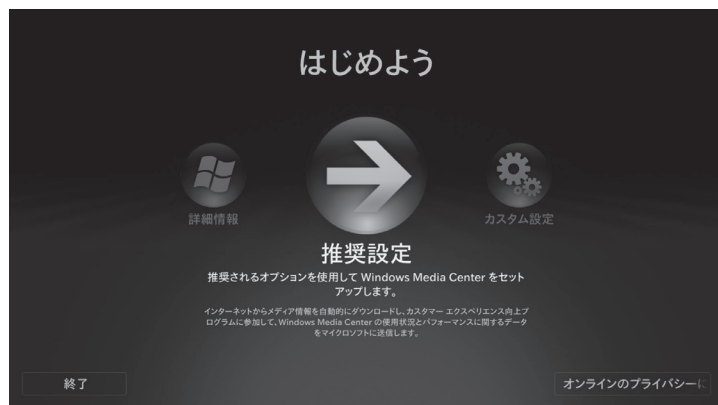 はじめよう
詳細情報
カスタム設定
推奨設定
推奨されるオプションを使用して Windows Media Center をセット
アップします。
インターネットからメディア情報を自動的にダウンロードし、カスタマー エクスペリエンス向上プ
ログラムに参加して、Windows Media Center の使用状況とパフォーマンスに関するデータ
をマイクロソフトに送信します。
終了
オンラインのプライバシーに